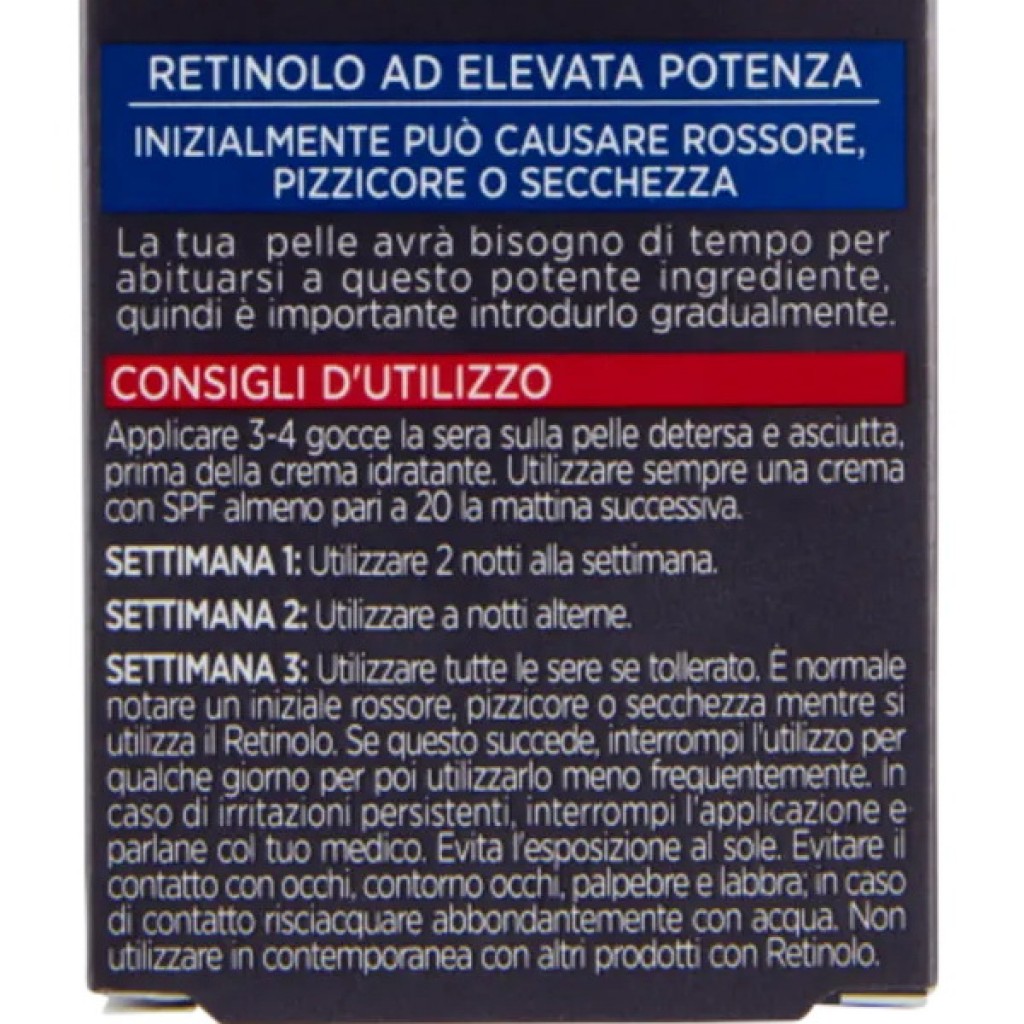 RETINOLO AD ELEVATA POTENZA
INIZIALMENTE PUÒ CAUSARE ROSSORE,
PIZZICORE O SECCHEZZA
La tua pelle avrà bisogno di tempo per
abituarsi a questo potente ingrediente,
quindi è importante introdurlo gradualmente.
CONSIGLI D'UTILIZZO
Applicare 3-4 gocce la sera sulla pelle detersa e asciutta,
prima della crema idratante. Utilizzare sempre una crema
con SPF almeno pari a 20 la mattina successiva.
SETTIMANA 1: Utilizzare 2 notti alla settimana.
SETTIMANA 2: Utilizzare a notti alterne.
SETTIMANA 3: Utilizzare tutte le sere se tollerato. È normale
notare un iniziale rossore, pizzicore o secchezza mentre si
utilizza il Retinolo. Se questo succede, interrompi l'utilizzo per
qualche giorno per poi utilizzarlo meno frequentemente. In
caso di irritazioni persistenti, interrompi l'applicazione e
parlane col tuo medico. Evita l'esposizione al sole. Evitare il
contatto con occhi, contorno occhi, palpebre e labbra; in caso
di contatto risciacquare abbondantemente con acqua. Non
utilizzare in contemporanea con altri prodotti con Retinolo.